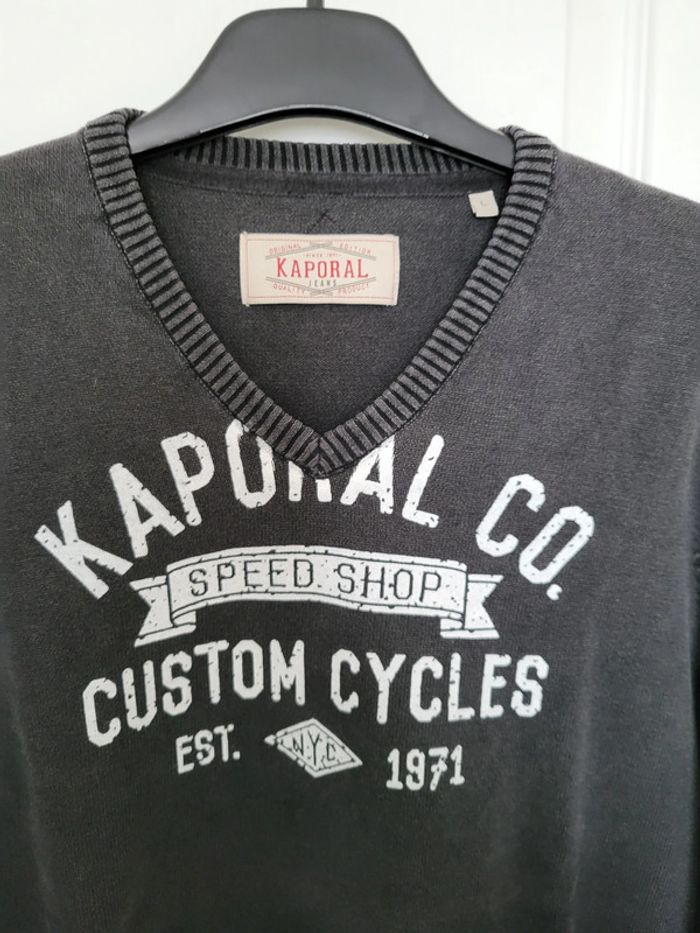 L
ORIGINAL EDITION
SINCE 1971
KAPORAL
JEANS
QUALITY PRODUCT
KAPORAL CO.
SPEED SHOP
CUSTOM CYCLES
EST. N.Y.C 1971